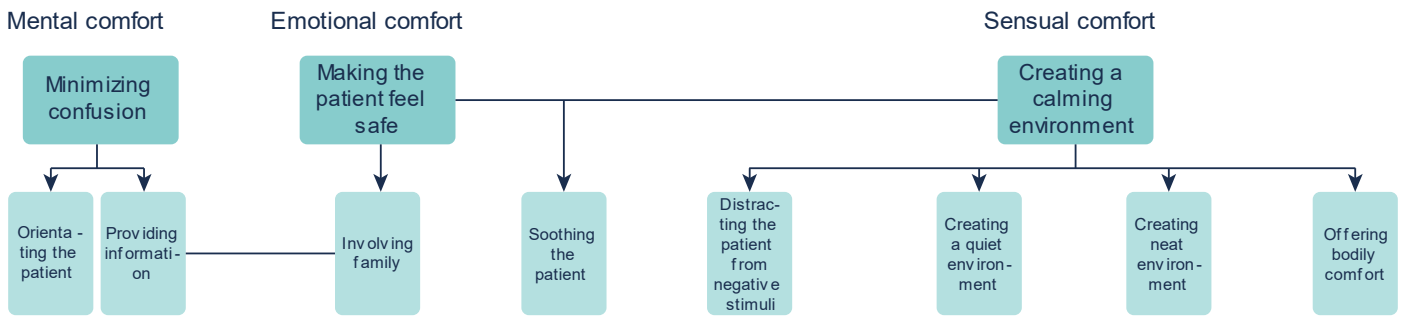 Mental comfort
Emotional comfort
Sensual comfort
Minimizing
confusion
Making the
patient feel
safe
Creating a
calming
environment
Orienta -
ting the
patient
Providing
informati-
on
Involving
family
Soothing
the
patient
Distrac-
ting the
patient
from
negative
stimuli
Creating
a quiet
environ-
ment
Creating
neat
environ-
ment
Offering
bodily
comfort